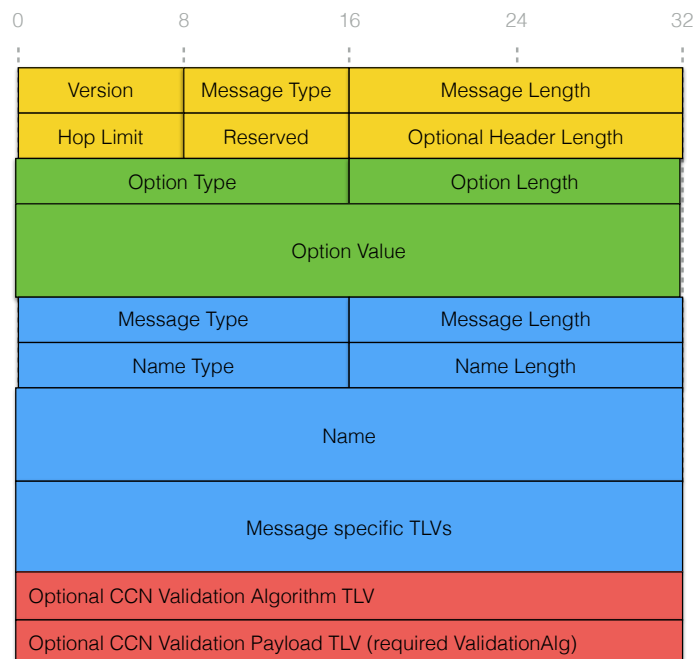 0 8 16 24 32
Version Message Type Message Length
Hop Limit Reserved Optional Header Length
Option Type Option Length
Option Value
Message Type Message Length
Name Type Name Length
Name
Message specific TLVs
Optional CCN Validation Algorithm TLV
Optional CCN Validation Payload TLV (required ValidationAlg)